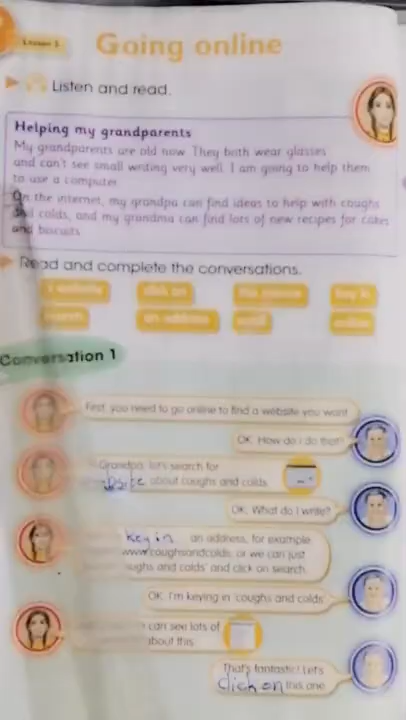 Lesson 1
Going online
Listen and read.
Helping my grandparents
My grandparents are old now. They both wear glasses
and can't see small writing very well. I am going to help them
to use a computer.
On the internet, my grandpa can find ideas to help with coughs
and colds, and my grandma can find lots of new recipes for cakes
and biscuits.
Read and complete the conversations.
a website click on the mouse key in
search an address online
Conversation 1
First, you need to go online to find a website you want.
OK. How do I do that?
Grandpa, let's search for
about coughs and colds.
OK. What do I write?
key in an address, for example
www.coughsandcolds, or we can just
coughs and colds' and click on search.
OK. I'm keying in 'coughs and colds'
can see lots of
about this.
That's fantastic! Let's
click on this one.